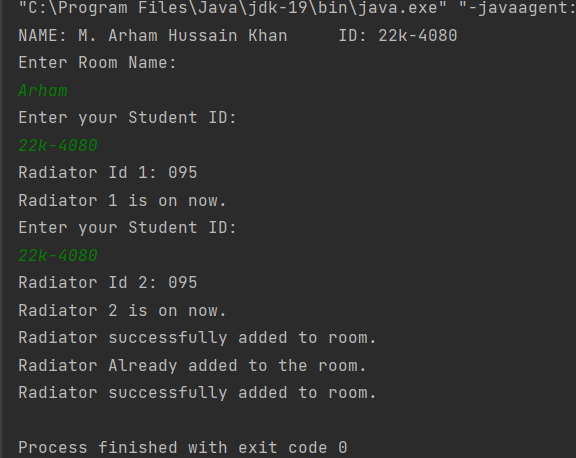 "C:\Program Files\Java\jdk-19\bin\java.exe" "-javaagent:
NAME: M. Arham Hussain Khan     ID: 22k-4080
Enter Room Name:
Arham
Enter your Student ID:
22k-4080
Radiator Id 1: 095
Radiator 1 is on now.
Enter your Student ID:
22k-4080
Radiator Id 2: 095
Radiator 2 is on now.
Radiator successfully added to room.
Radiator Already added to the room.
Radiator successfully added to room.
Process finished with exit code 0